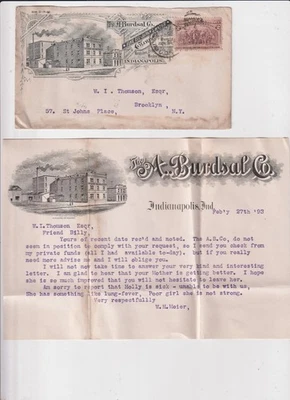 The A. Burdsal Co.
INDIANAPOLIS.
W. I. Thomson, Esqr,
Brooklyn,
57. St Johns Place, N.Y.
The A. Burdsal Co.
Indianapolis, Ind. Feb'y 27th '93
W.I.Thomson Esqr,
Friend Billy,
Yours of recent date rec'd and noted. The A.B.Co, do not
seem in position to comply with your request, so I send you check from
my private funds (all I had available to-day), but if you really
need more advise me and I will oblige you.
I will not now take time to answer your very kind and interesting
letter. I am glad to hear that your Mother is getting better. I hope
she is so much improved that you will not hesitate to leave her.
Am sorry to report that Holly is sick - unable to be with us,
She has something like lung-fever, Poor girl she is not strong.
Very respectfully
W.H.Meier,